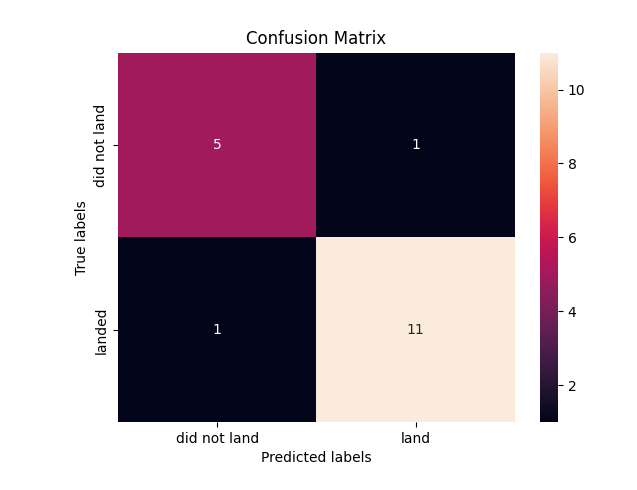 Confusion Matrix
True labels
did not land
5
1
landed
1
11
did not land
land
Predicted labels
10
8
6
4
2